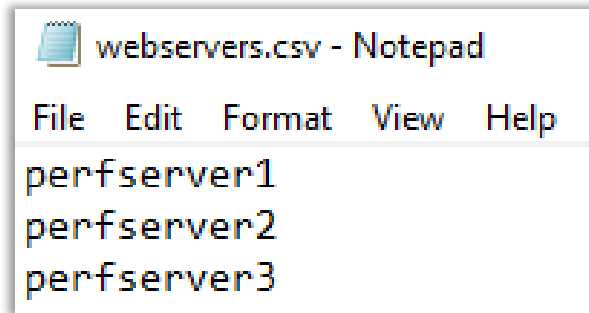 webservers.csv - Notepad
File Edit Format View Help
perfserver1
perfserver2
perfserver3